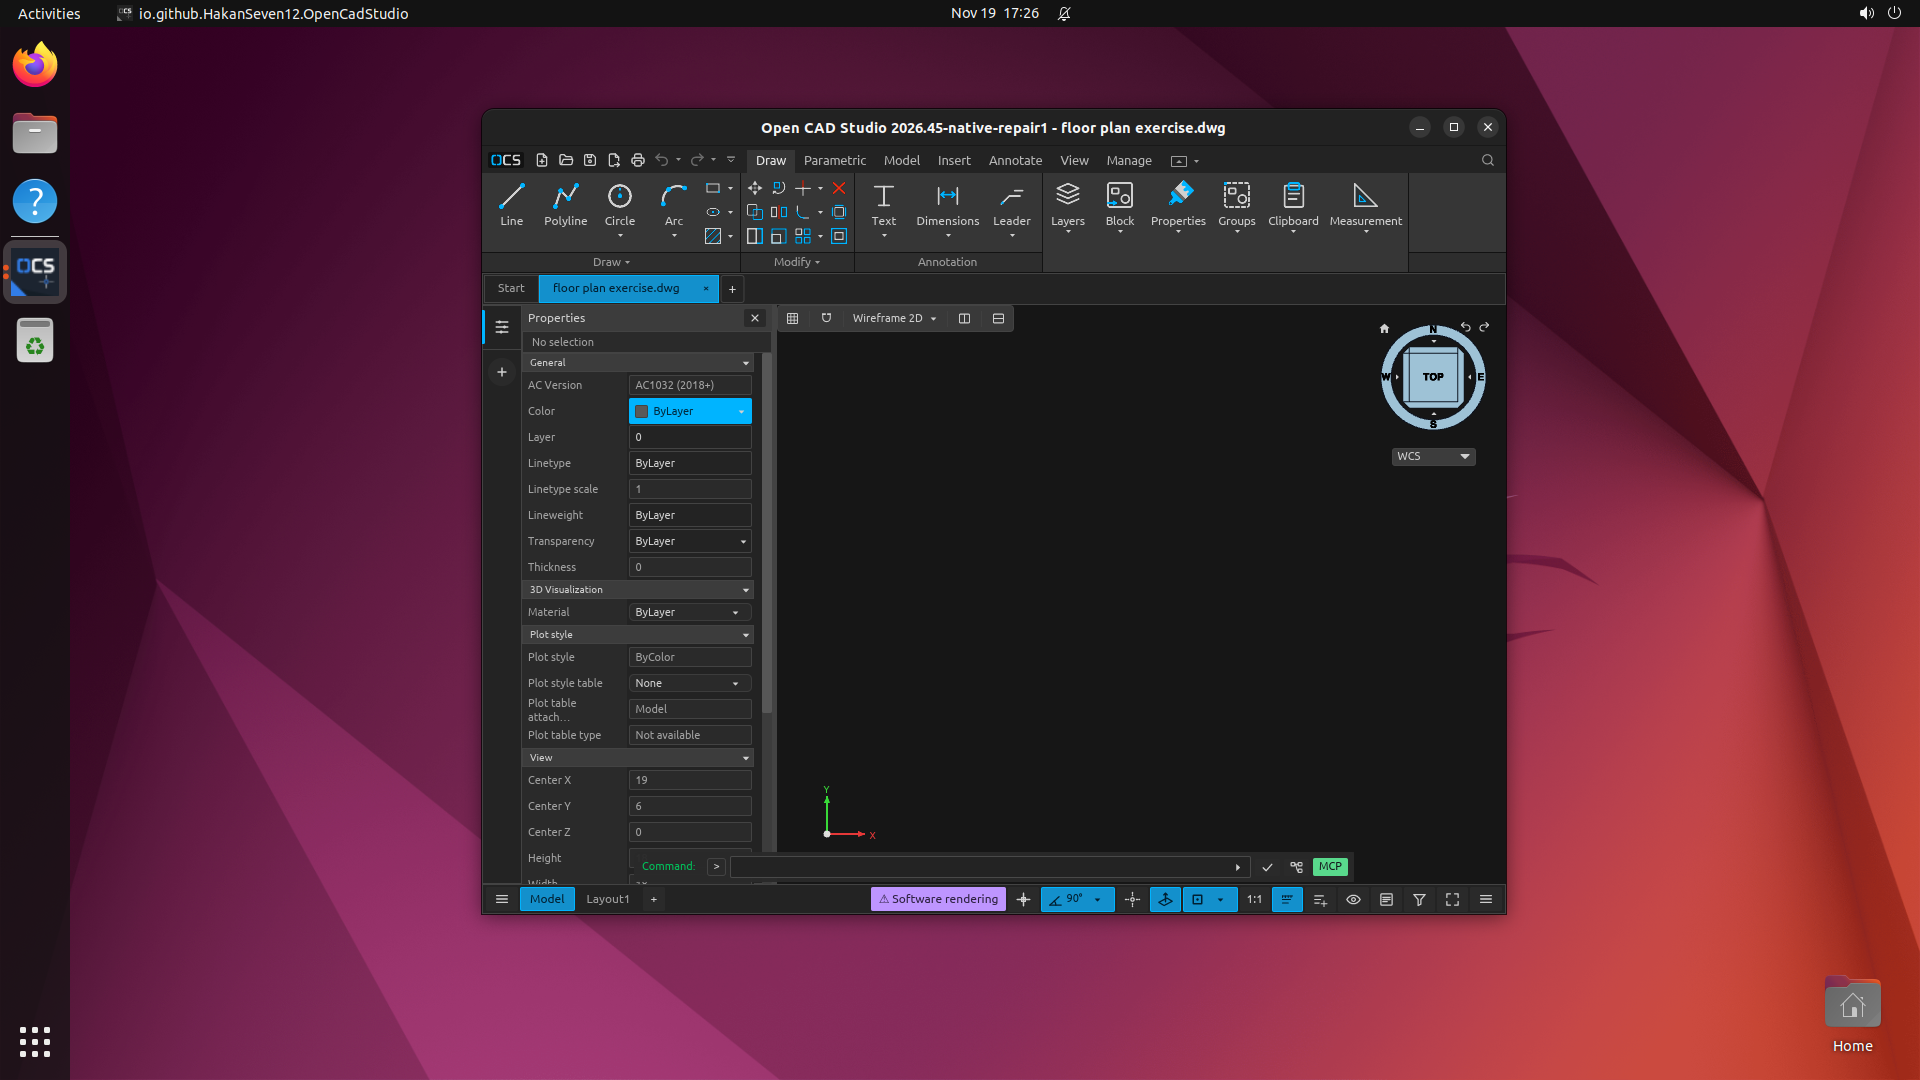 Activities
io.github.HakanSeven12.OpenCadStudio
Nov 19 17:26
Open CAD Studio 2026.45-native-repair1 - floor plan exercise.dwg
OCS
Draw
Parametric
Model
Insert
Annotate
View
Manage
Line
Polyline
Circle
Arc
Text
Dimensions
Leader
Layers
Block
Properties
Groups
Clipboard
Measurement
Draw
Modify
Annotation
Start
floor plan exercise.dwg
Properties
Wireframe 2D
No selection
General
AC Version AC1032 (2018+)
Color ByLayer
Layer 0
Linetype ByLayer
Linetype scale 1
Lineweight ByLayer
Transparency ByLayer
Thickness 0
3D Visualization
Material ByLayer
Plot style
Plot style ByColor
Plot style table None
Plot table
attach... Model
Plot table type Not available
View
Center X 19
Center Y 6
Center Z 0
Height
N
W TOP E
S
WCS
Y
X
Command: >
MCP
Model
Layout1
+
⚠ Software rendering
90°
1:1
OCS
Home